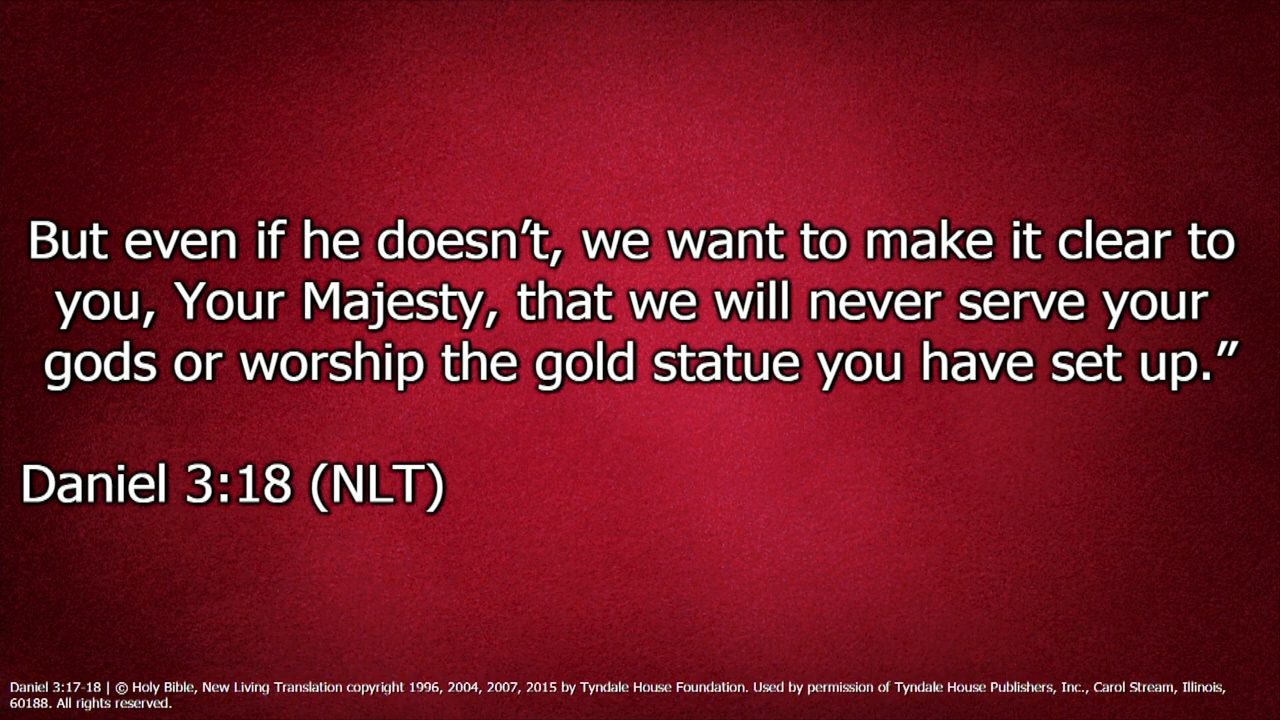 But even if he doesn’t, we want to make it clear to
you, Your Majesty, that we will never serve your
gods or worship the gold statue you have set up.”
Daniel 3:18 (NLT)
Daniel 3:17-18 | © Holy Bible, New Living Translation copyright 1996, 2004, 2007, 2015 by Tyndale House Foundation. Used by permission of Tyndale House Publishers, Inc., Carol Stream, Illinois,
60188. All rights reserved.